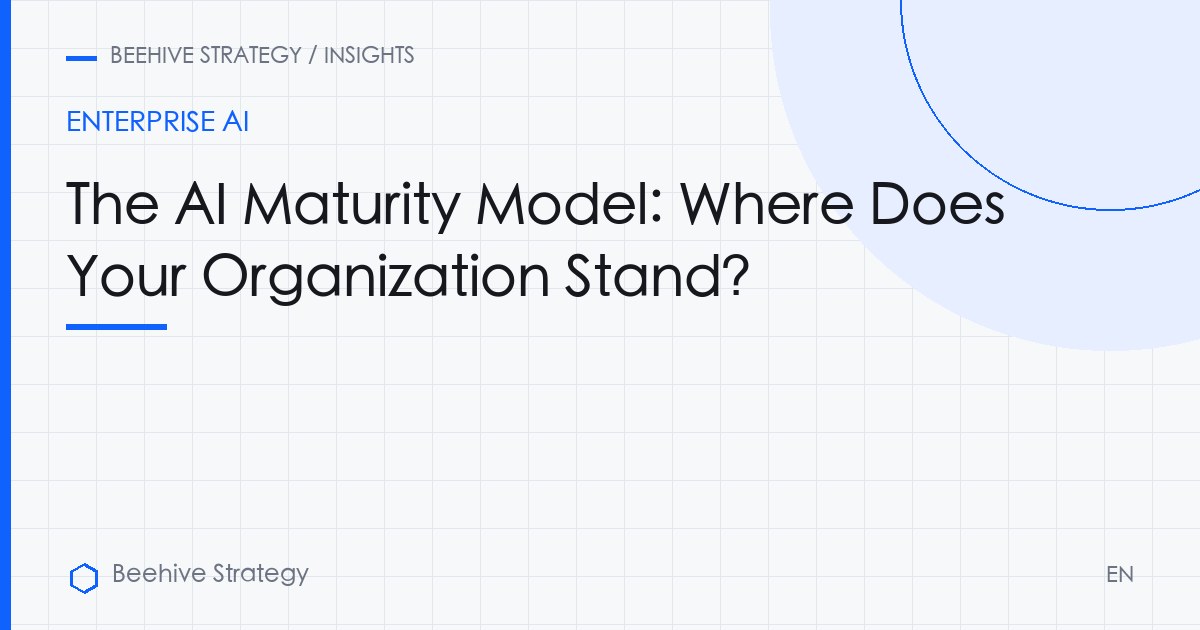 BEEHIVE STRATEGY / INSIGHTS
ENTERPRISE AI
The AI Maturity Model: Where Does
Your Organization Stand?
Beehive Strategy
EN